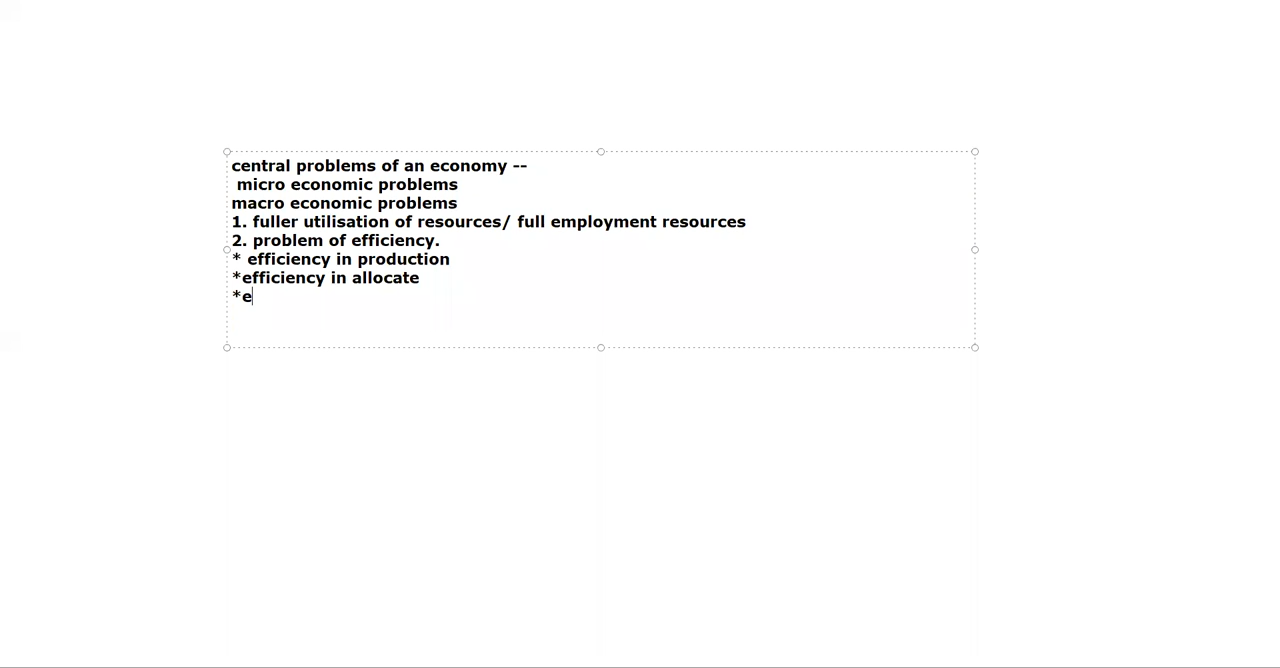 central problems of an economy --
micro economic problems
macro economic problems
1. fuller utilisation of resources/ full employment resources
2. problem of efficiency.
* efficiency in production
*efficiency in allocate
*e